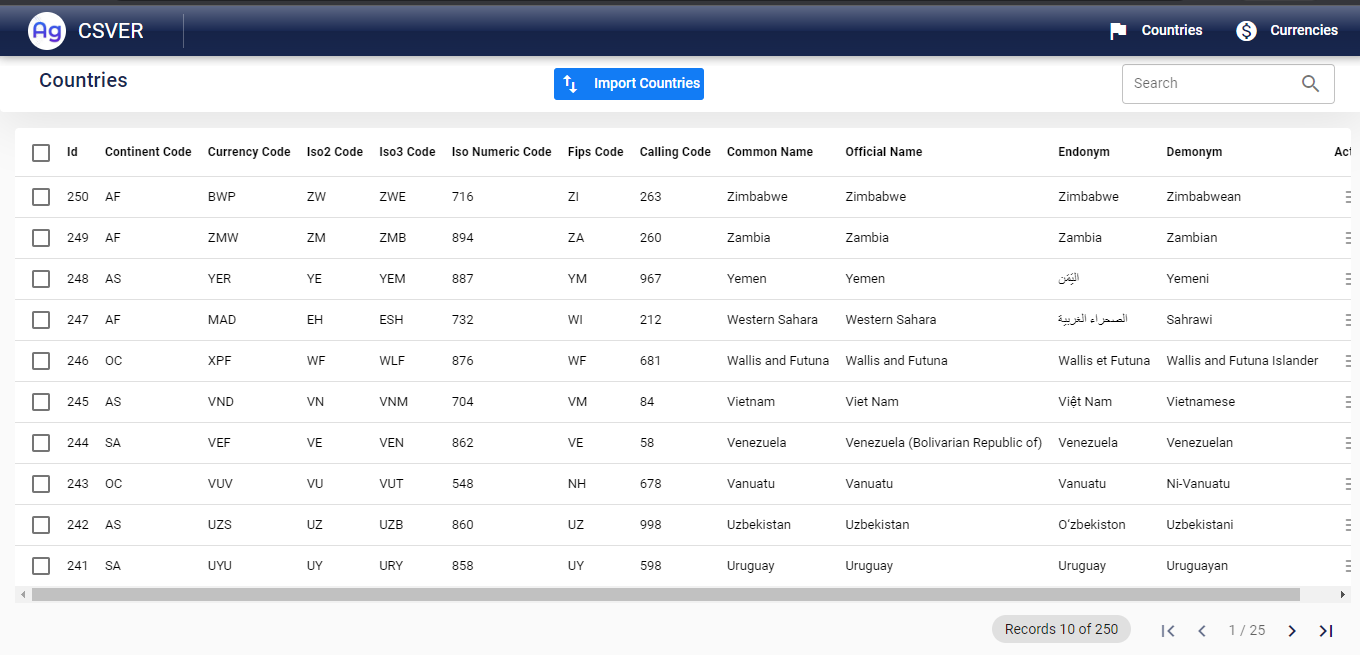 Ag CSVER Countries $ Currencies
Countries Import Countries Search
Id Continent Code Currency Code Iso2 Code Iso3 Code Iso Numeric Code Fips Code Calling Code Common Name Official Name Endonym Demonym Act
250 AF BWP ZW ZWE 716 ZI 263 Zimbabwe Zimbabwe Zimbabwe Zimbabwean
249 AF ZMW ZM ZMB 894 ZA 260 Zambia Zambia Zambia Zambian
248 AS YER YE YEM 887 YM 967 Yemen Yemen اليَمَن Yemeni
247 AF MAD EH ESH 732 WI 212 Western Sahara Western Sahara الصحراء الغربية Sahrawi
246 OC XPF WF WLF 876 WF 681 Wallis and Futuna Wallis and Futuna Wallis et Futuna Wallis and Futuna Islander
245 AS VND VN VNM 704 VM 84 Vietnam Viet Nam Việt Nam Vietnamese
244 SA VEF VE VEN 862 VE 58 Venezuela Venezuela (Bolivarian Republic of) Venezuela Venezuelan
243 OC VUV VU VUT 548 NH 678 Vanuatu Vanuatu Vanuatu Ni-Vanuatu
242 AS UZS UZ UZB 860 UZ 998 Uzbekistan Uzbekistan O‘zbekiston Uzbekistani
241 SA UYU UY URY 858 UY 598 Uruguay Uruguay Uruguay Uruguayan
Records 10 of 250 1 / 25